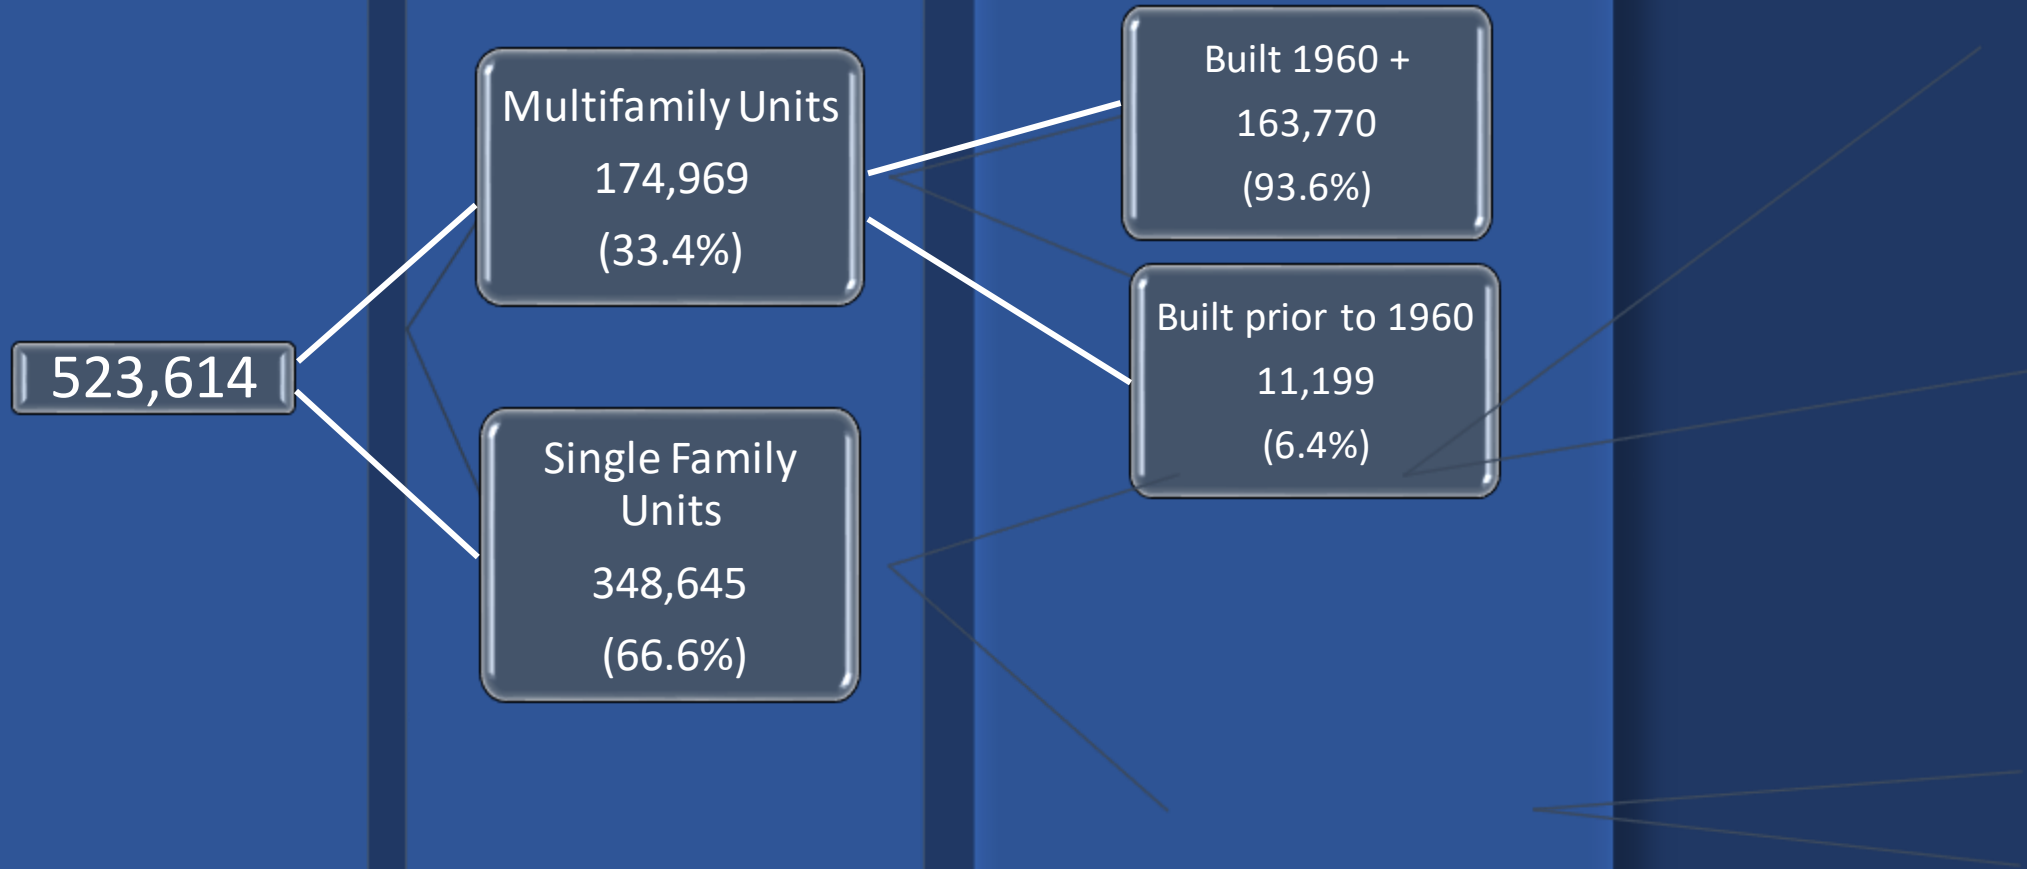 523,614
Multifamily Units
174,969
(33.4%)
Single Family
Units
348,645
(66.6%)
Built 1960 +
163,770
(93.6%)
Built prior to 1960
11,199
(6.4%)